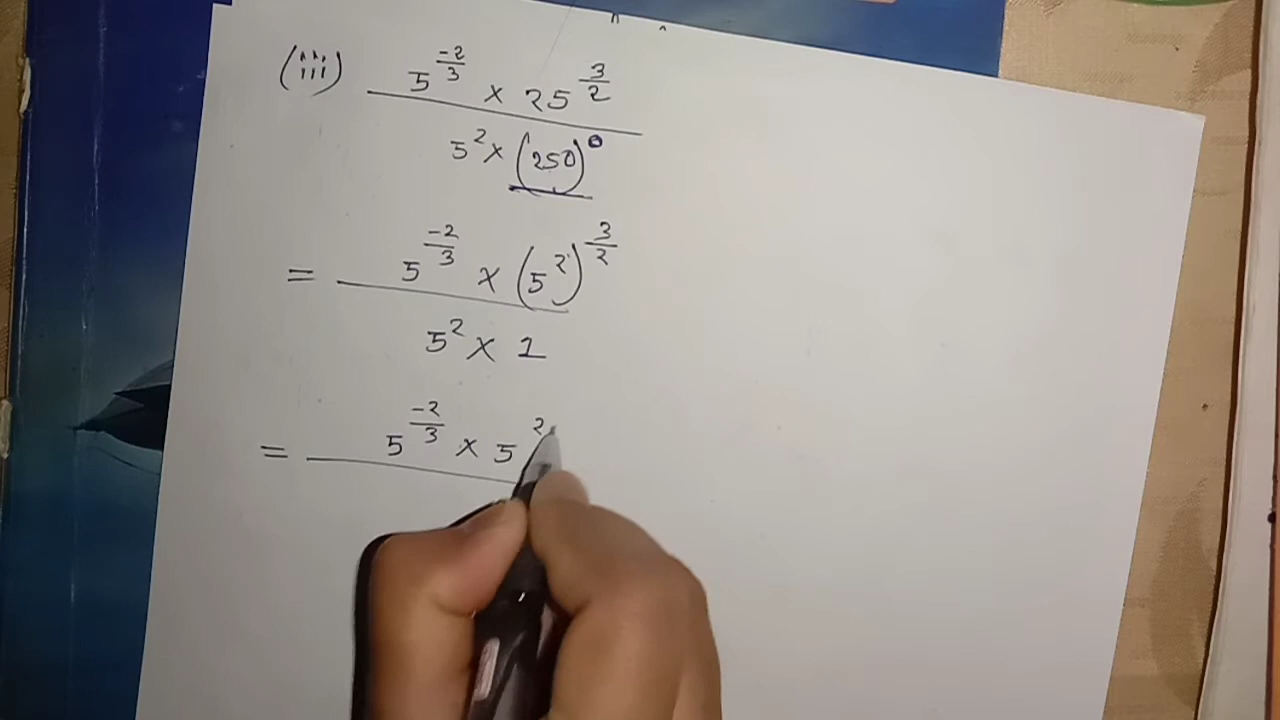 (iii) 5^{-2/3} × 25^{3/2}
5^2 × (250)^0
= 5^{-2/3} × (5^2)^{3/2}
5^2 × 1
= 5^{-2/3} × 5^2